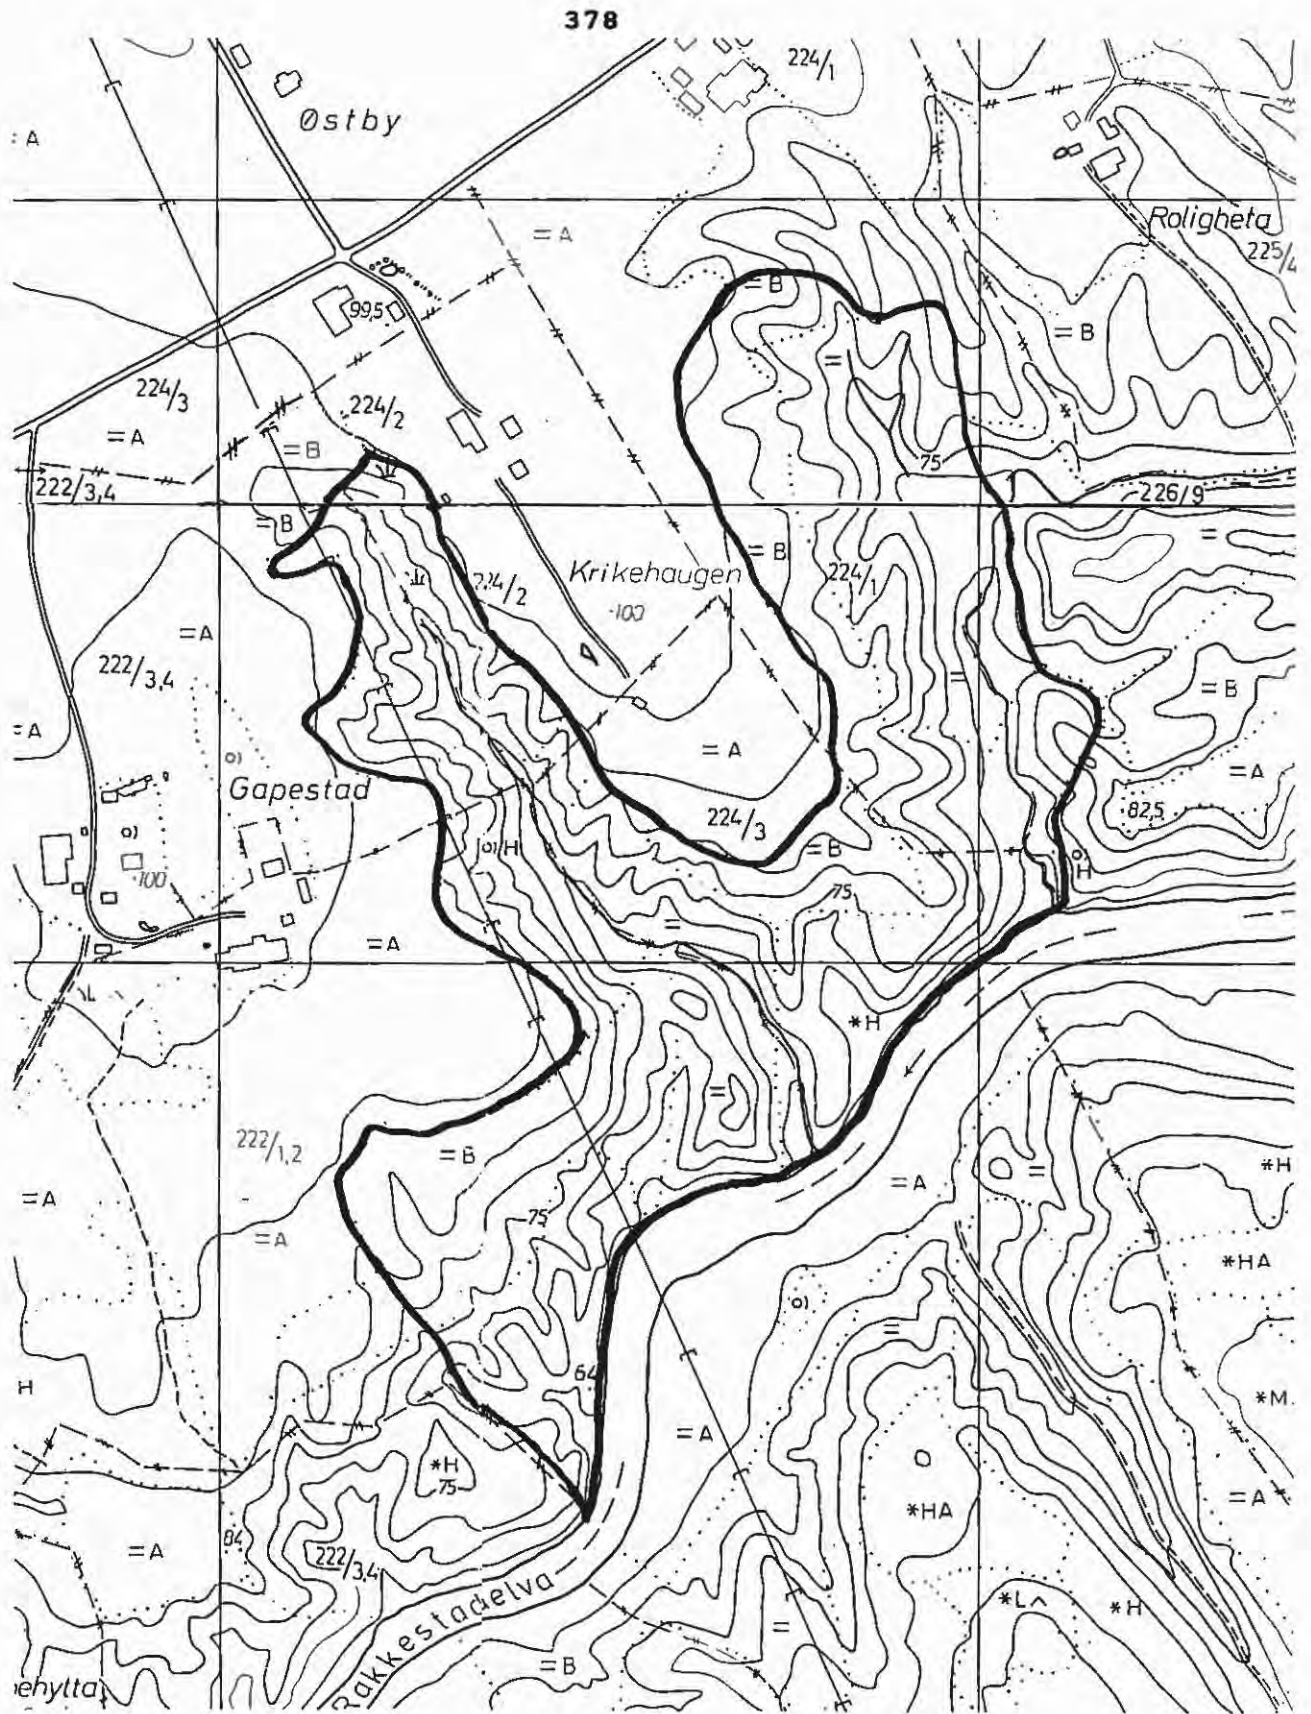 378
224/1
Østby
: A
Roligheta
= A
225/4
= B
99,5
= B
224/3
=
224/2
= A
= B
75
222/3,4
226/9
= B
=
= B
224/1
Krikehaugen
224/2
·100
= A
222/3,4
=
= B
= A
= A
o)
= A
Gapestad
82,5
224/3
o)
= B
o) H
o)
H
·100
75
=
= A
*H
=
222/1,2
= B
*H
=
= A
= A
75
= A
*HA
o)
=
64
H
*M
= A
*H
75
= A
*HA
84
= A
222/3,4
*L
*H
Rakkestadelva
=
= B
ehytta